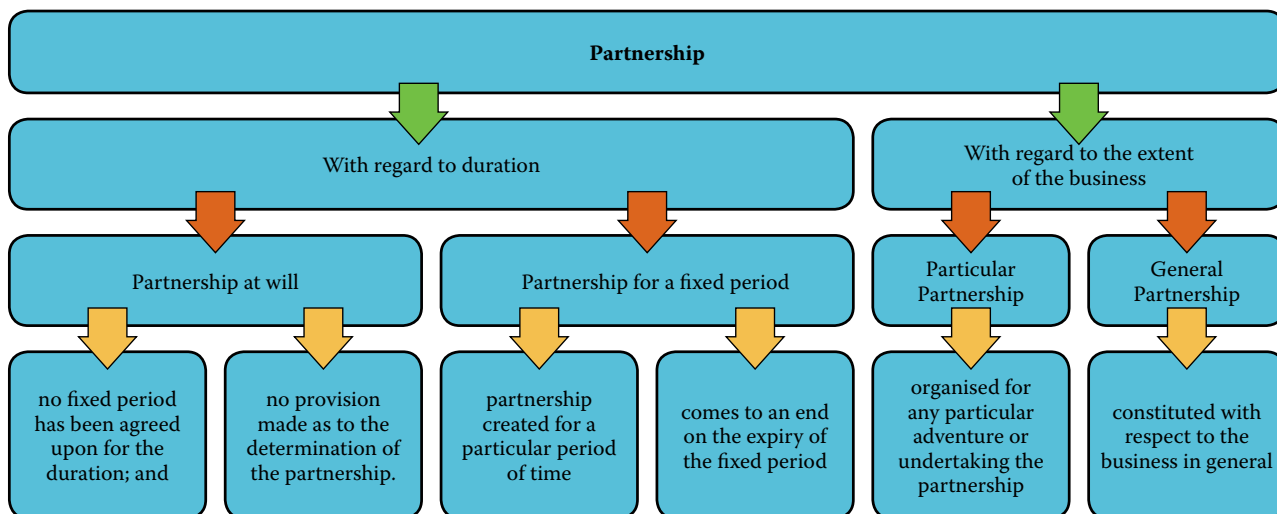 Partnership
With regard to duration
With regard to the extent
of the business
Partnership at will
Partnership for a fixed period
Particular
Partnership
General
Partnership
no fixed period
has been agreed
upon for the
duration; and
no provision
made as to the
determination of
the partnership.
partnership
created for a
particular period
of time
comes to an end
on the expiry of
the fixed period
organised for
any particular
adventure or
undertaking the
partnership
constituted with
respect to the
business in general